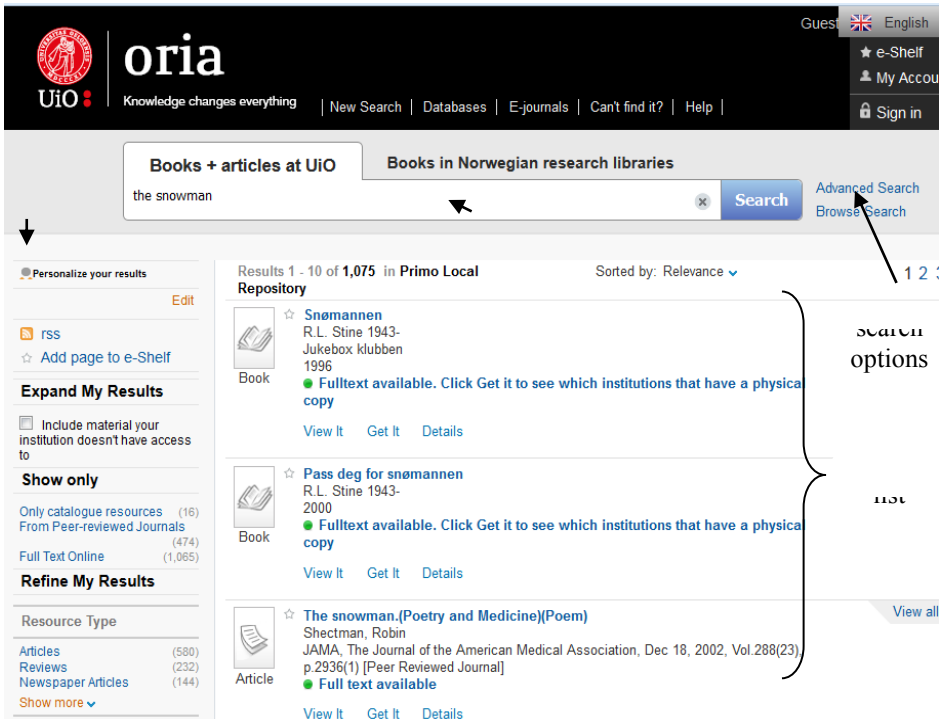 Guest English
e-Shelf
My Accou
Sign in
UiO
oria
Knowledge changes everything
New Search | Databases | E-journals | Can't find it? | Help |
Books + articles at UiO
Books in Norwegian research libraries
the snowman
Search
Advanced Search
Browse Search
Personalize your results
Edit
rss
Add page to e-Shelf
Expand My Results
Include material your
institution doesn't have access
to
Show only
Only catalogue resources (16)
From Peer-reviewed Journals
(474)
Full Text Online (1,065)
Refine My Results
Resource Type
Articles (580)
Reviews (232)
Newspaper Articles (144)
Show more
Results 1 - 10 of 1,075 in Primo Local
Repository
Sorted by: Relevance
1 2 3
Book
Snømannen
R.L. Stine 1943-
Jukebox klubben
1996
Fulltext available. Click Get it to see which institutions that have a physical
copy
View It Get It Details
Book
Pass deg for snømannen
R.L. Stine 1943-
2000
Fulltext available. Click Get it to see which institutions that have a physical
copy
View It Get It Details
Article
The snowman.(Poetry and Medicine)(Poem)
Shectman, Robin
JAMA, The Journal of the American Medical Association, Dec 18, 2002, Vol.288(23),
p.2936(1) [Peer Reviewed Journal]
Full text available
View It Get It Details
View all
search
options
list